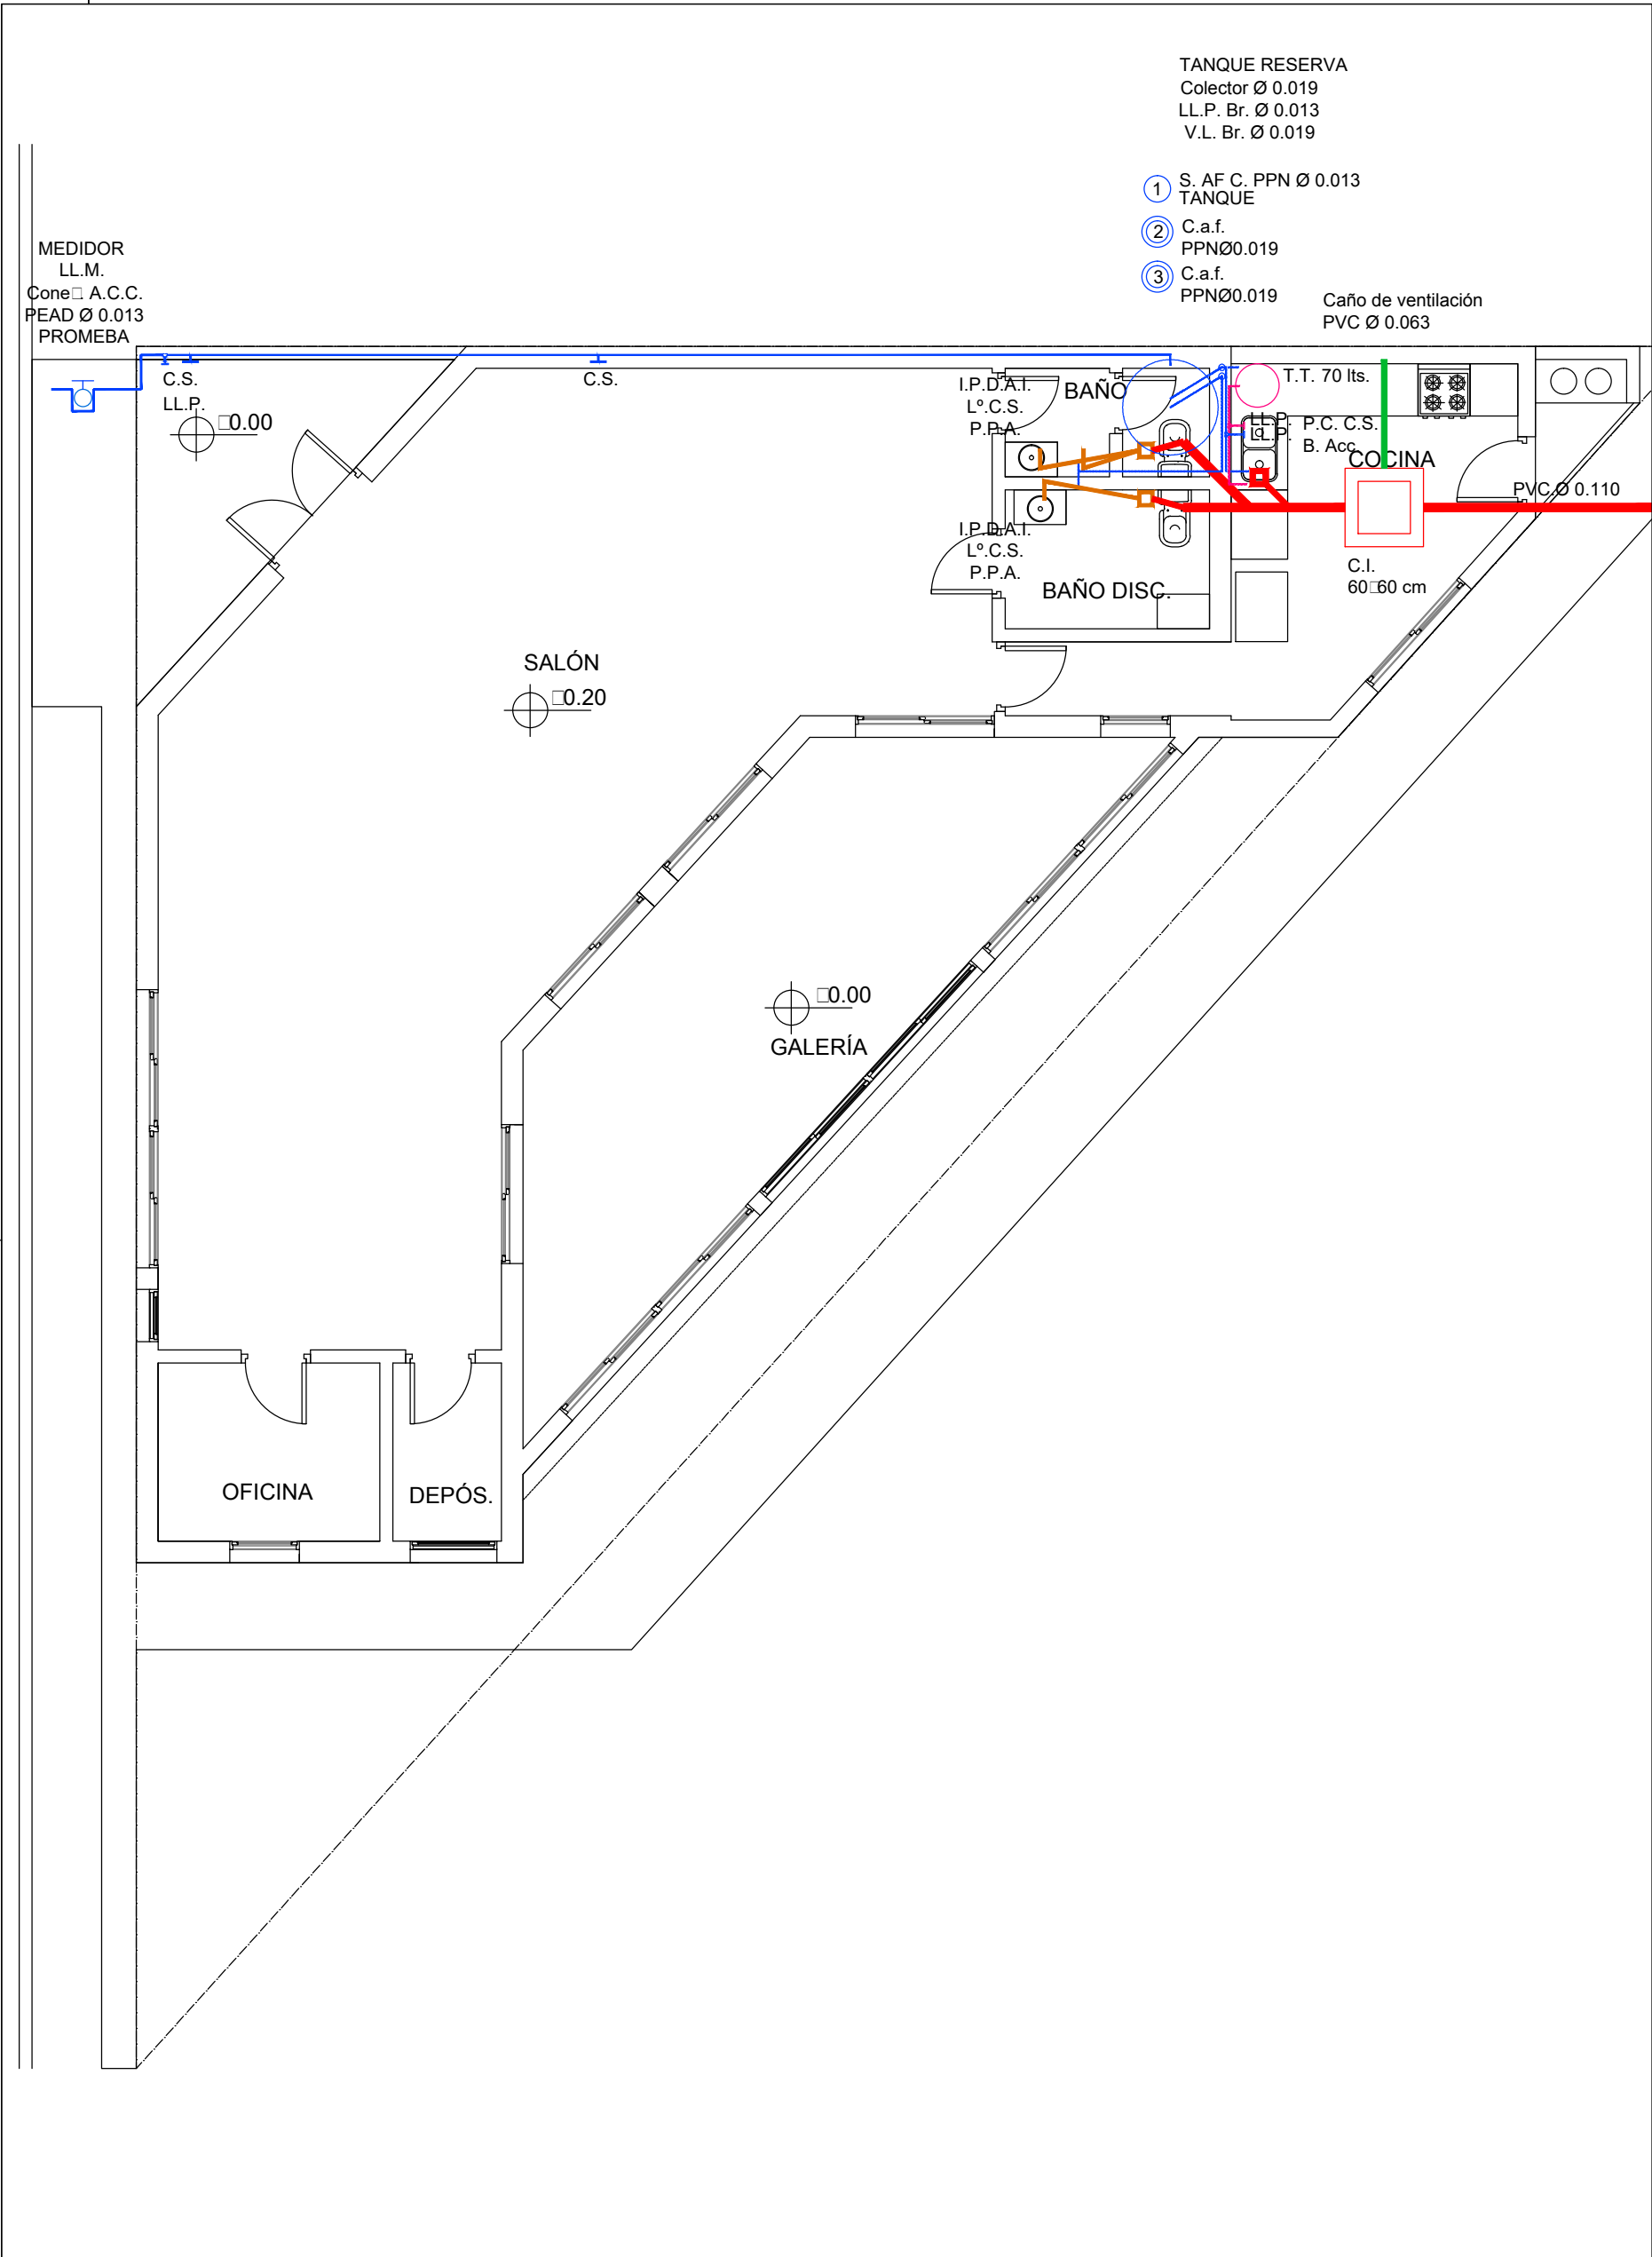 TANQUE RESERVA
Colector Ø 0.019
LL.P. Br. Ø 0.013
V.L. Br. Ø 0.019
1 S. AF C. PPN Ø 0.013
TANQUE
2 C.a.f.
PPNØ0.019
3 C.a.f.
PPNØ0.019
MEDIDOR
LL.M.
Cone□. A.C.C.
PEAD Ø 0.013
PROMEBA
Caño de ventilación
PVC Ø 0.063
C.S.
LL.P.
□0.00
C.S.
I.P.D.A.I.
Lº.C.S.
P.P.A.
BAÑO
T.T. 70 lts.
LL.P.
LL.P.
P.C. C.S.
B. Acc.
COCINA
PVC.Ø 0.110
I.P.D.A.I.
Lº.C.S.
P.P.A.
BAÑO DISC.
C.I.
60□60 cm
SALÓN
□0.20
□0.00
GALERÍA
OFICINA
DEPÓS.